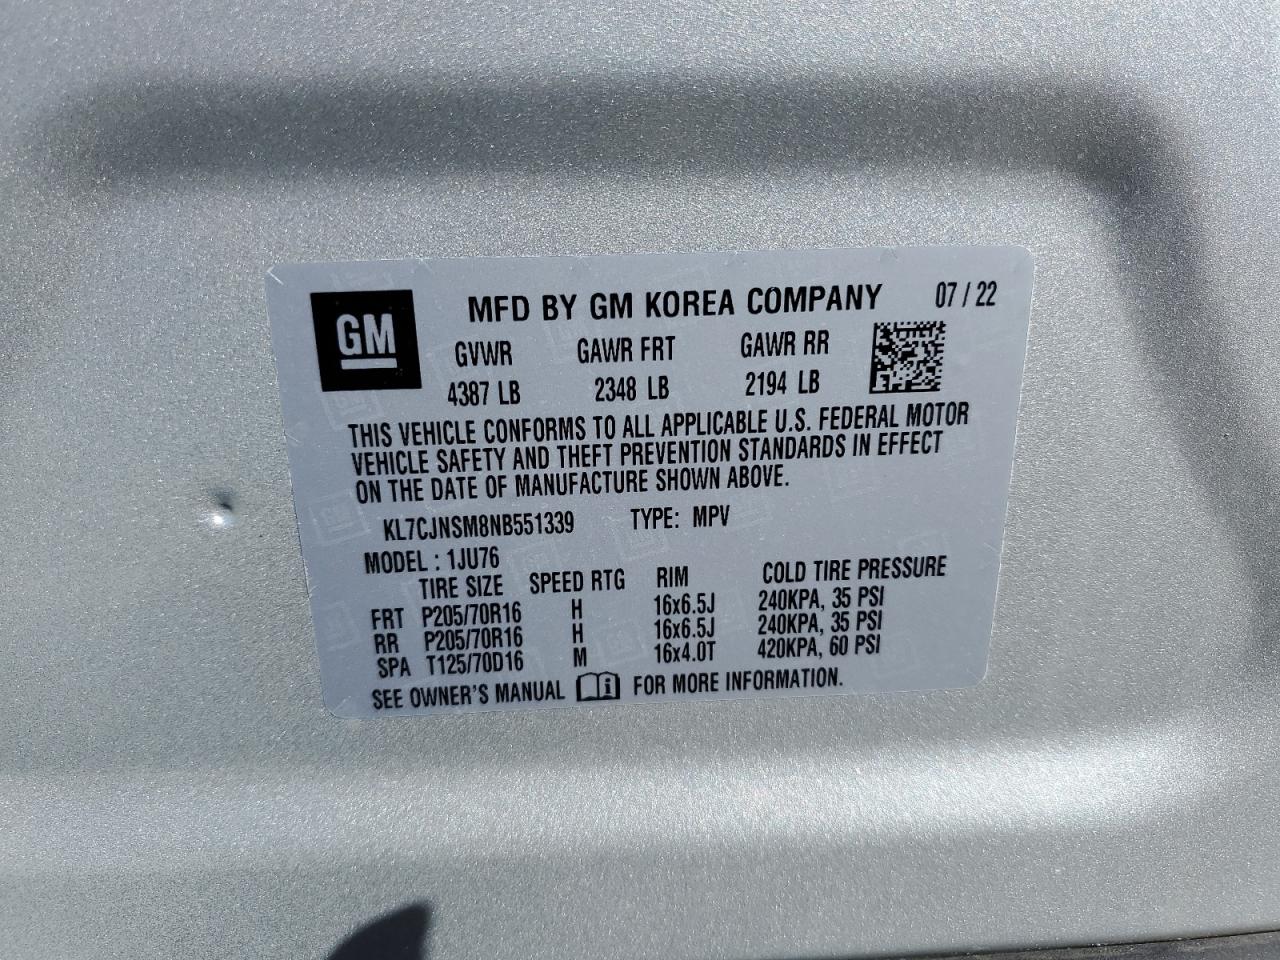 GM
MFD BY GM KOREA COMPANY 07 / 22
GVWR GAWR FRT GAWR RR
4387 LB 2348 LB 2194 LB
THIS VEHICLE CONFORMS TO ALL APPLICABLE U.S. FEDERAL MOTOR
VEHICLE SAFETY AND THEFT PREVENTION STANDARDS IN EFFECT
ON THE DATE OF MANUFACTURE SHOWN ABOVE.
KL7CJNSM8NB551339 TYPE: MPV
MODEL : 1JU76
TIRE SIZE SPEED RTG RIM COLD TIRE PRESSURE
FRT P205/70R16 H 16x6.5J 240KPA, 35 PSI
RR P205/70R16 H 16x6.5J 240KPA, 35 PSI
SPA T125/70D16 M 16x4.0T 420KPA, 60 PSI
SEE OWNER'S MANUAL i FOR MORE INFORMATION.